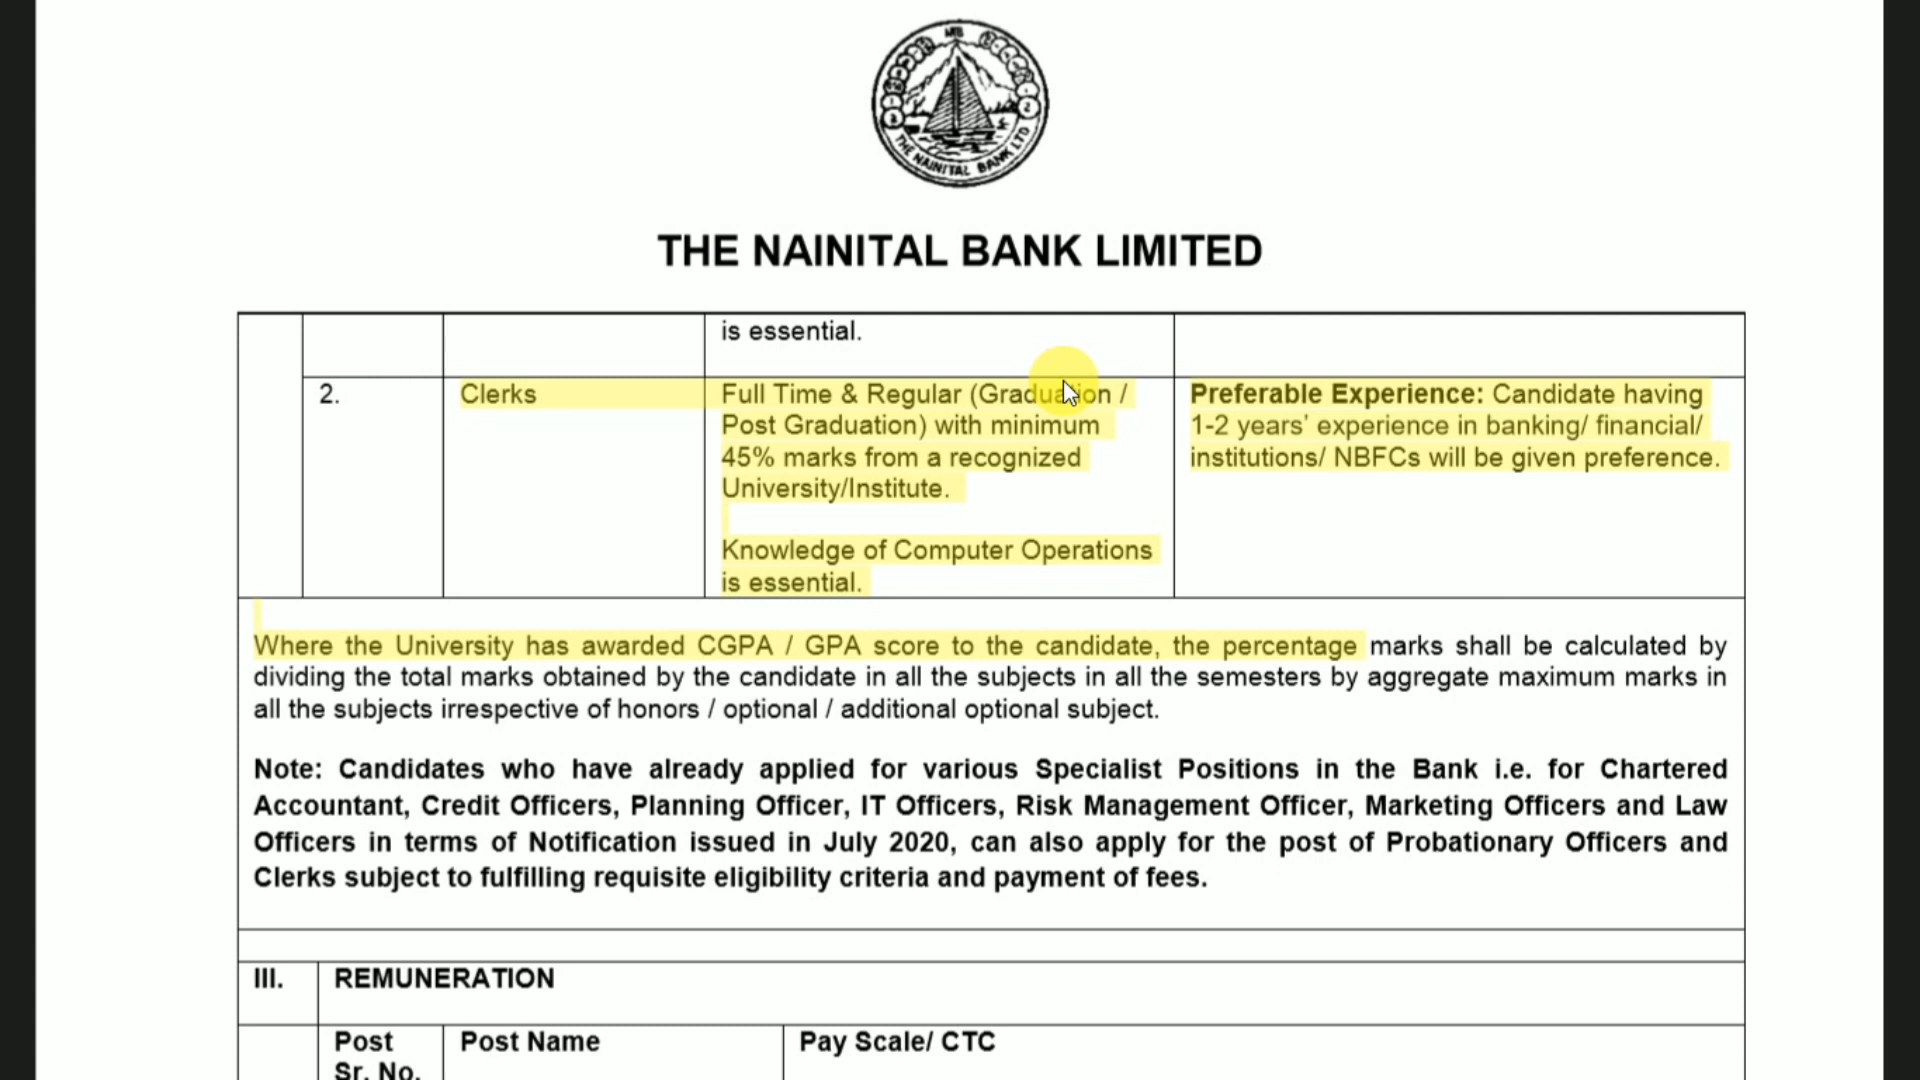 THE NAINITAL BANK LTD
THE NAINITAL BANK LIMITED
is essential.
2.
Clerks
Full Time & Regular (Graduation /
Post Graduation) with minimum
45% marks from a recognized
University/Institute.
Knowledge of Computer Operations
is essential.
Preferable Experience: Candidate having
1-2 years’ experience in banking/ financial/
institutions/ NBFCs will be given preference.
Where the University has awarded CGPA / GPA score to the candidate, the percentage marks shall be calculated by
dividing the total marks obtained by the candidate in all the subjects in all the semesters by aggregate maximum marks in
all the subjects irrespective of honors / optional / additional optional subject.
Note: Candidates who have already applied for various Specialist Positions in the Bank i.e. for Chartered
Accountant, Credit Officers, Planning Officer, IT Officers, Risk Management Officer, Marketing Officers and Law
Officers in terms of Notification issued in July 2020, can also apply for the post of Probationary Officers and
Clerks subject to fulfilling requisite eligibility criteria and payment of fees.
III.
REMUNERATION
Post
Sr. No.
Post Name
Pay Scale/ CTC